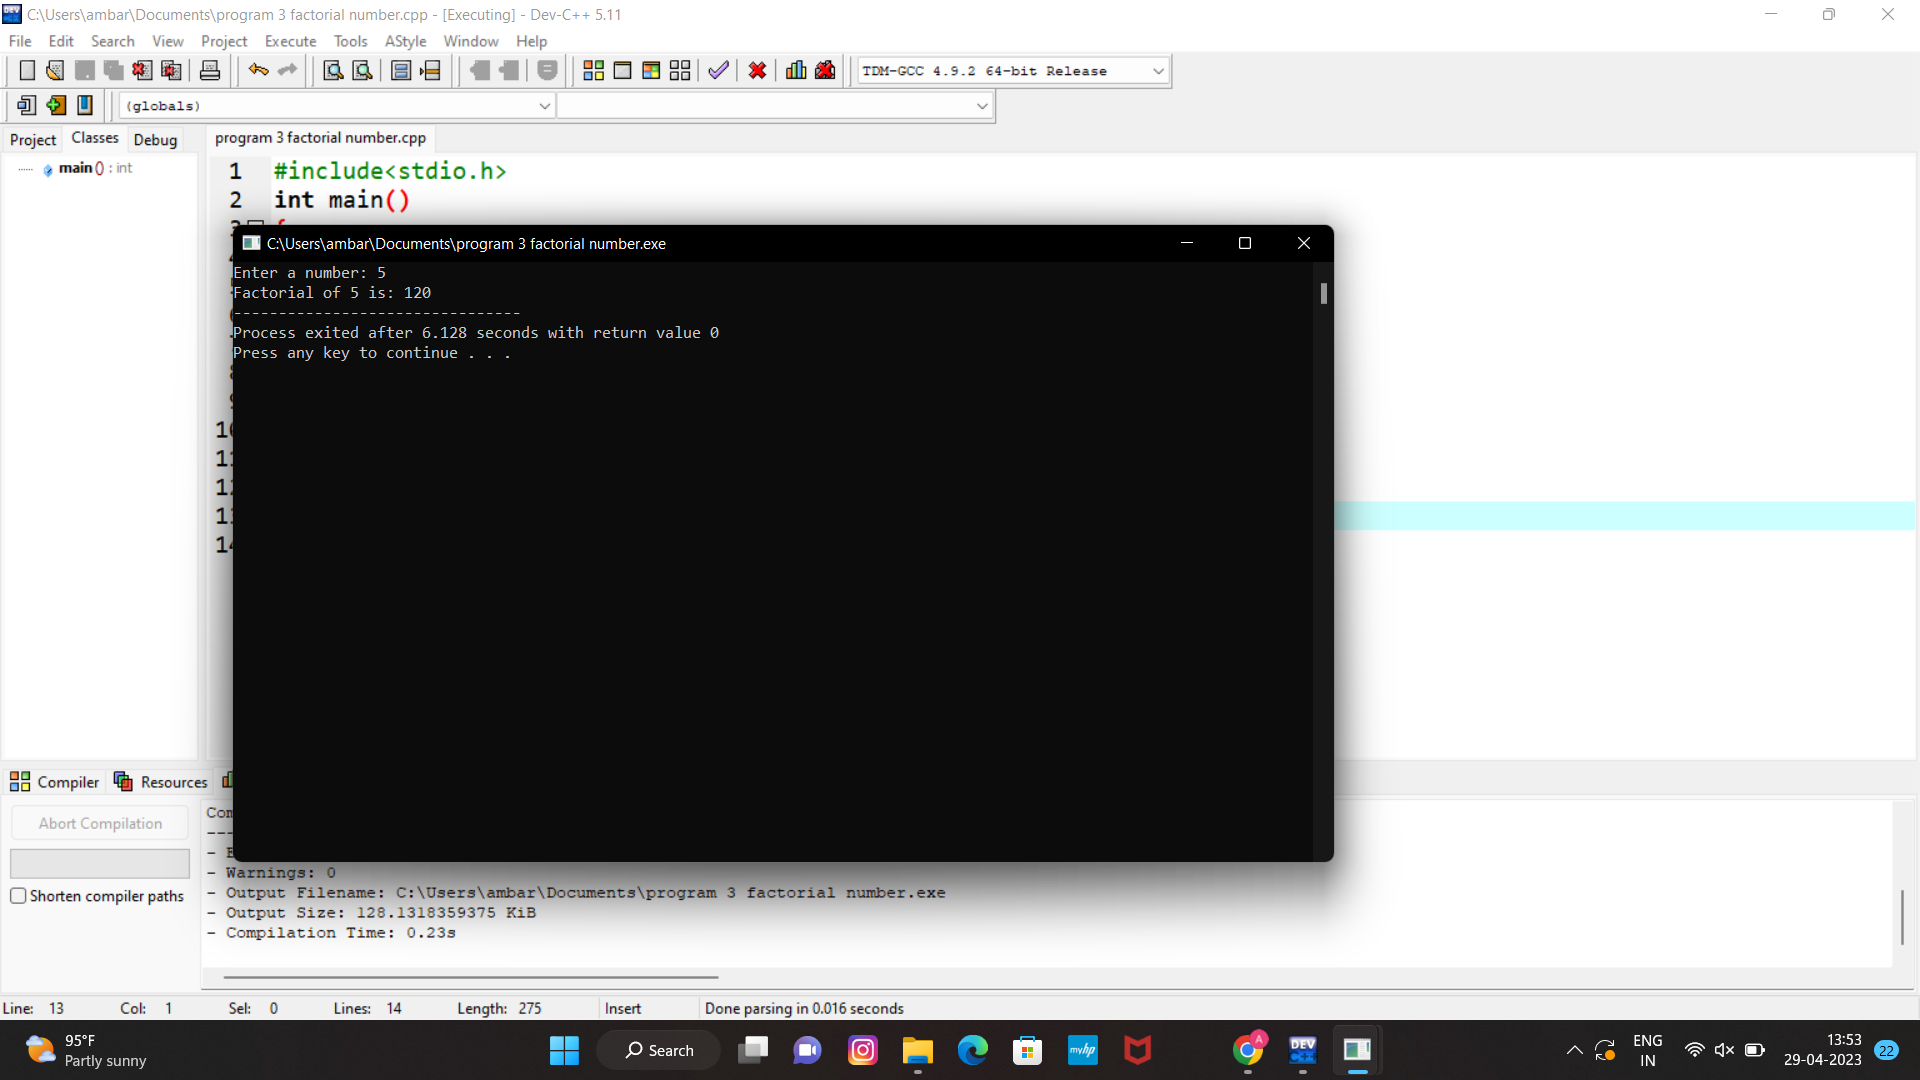 C:\Users\ambar\Documents\program 3 factorial number.cpp - [Executing] - Dev-C++ 5.11
File Edit Search View Project Execute Tools AStyle Window Help
TDM-GCC 4.9.2 64-bit Release
(globals)
Project Classes Debug
program 3 factorial number.cpp
main () : int
1 #include<stdio.h>
2 int main()
C:\Users\ambar\Documents\program 3 factorial number.exe
Enter a number: 5
Factorial of 5 is: 120
--------------------------------
Process exited after 6.128 seconds with return value 0
Press any key to continue . . .
10
11
12
13
14
Compiler Resources
Abort Compilation
Shorten compiler paths
- Warnings: 0
- Output Filename: C:\Users\ambar\Documents\program 3 factorial number.exe
- Output Size: 128.1318359375 KiB
- Compilation Time: 0.23s
Line: 13 Col: 1 Sel: 0 Lines: 14 Length: 275 Insert Done parsing in 0.016 seconds
95°F
Partly sunny
Search
myhp
A
DEV
ENG
IN
13:53
29-04-2023
22